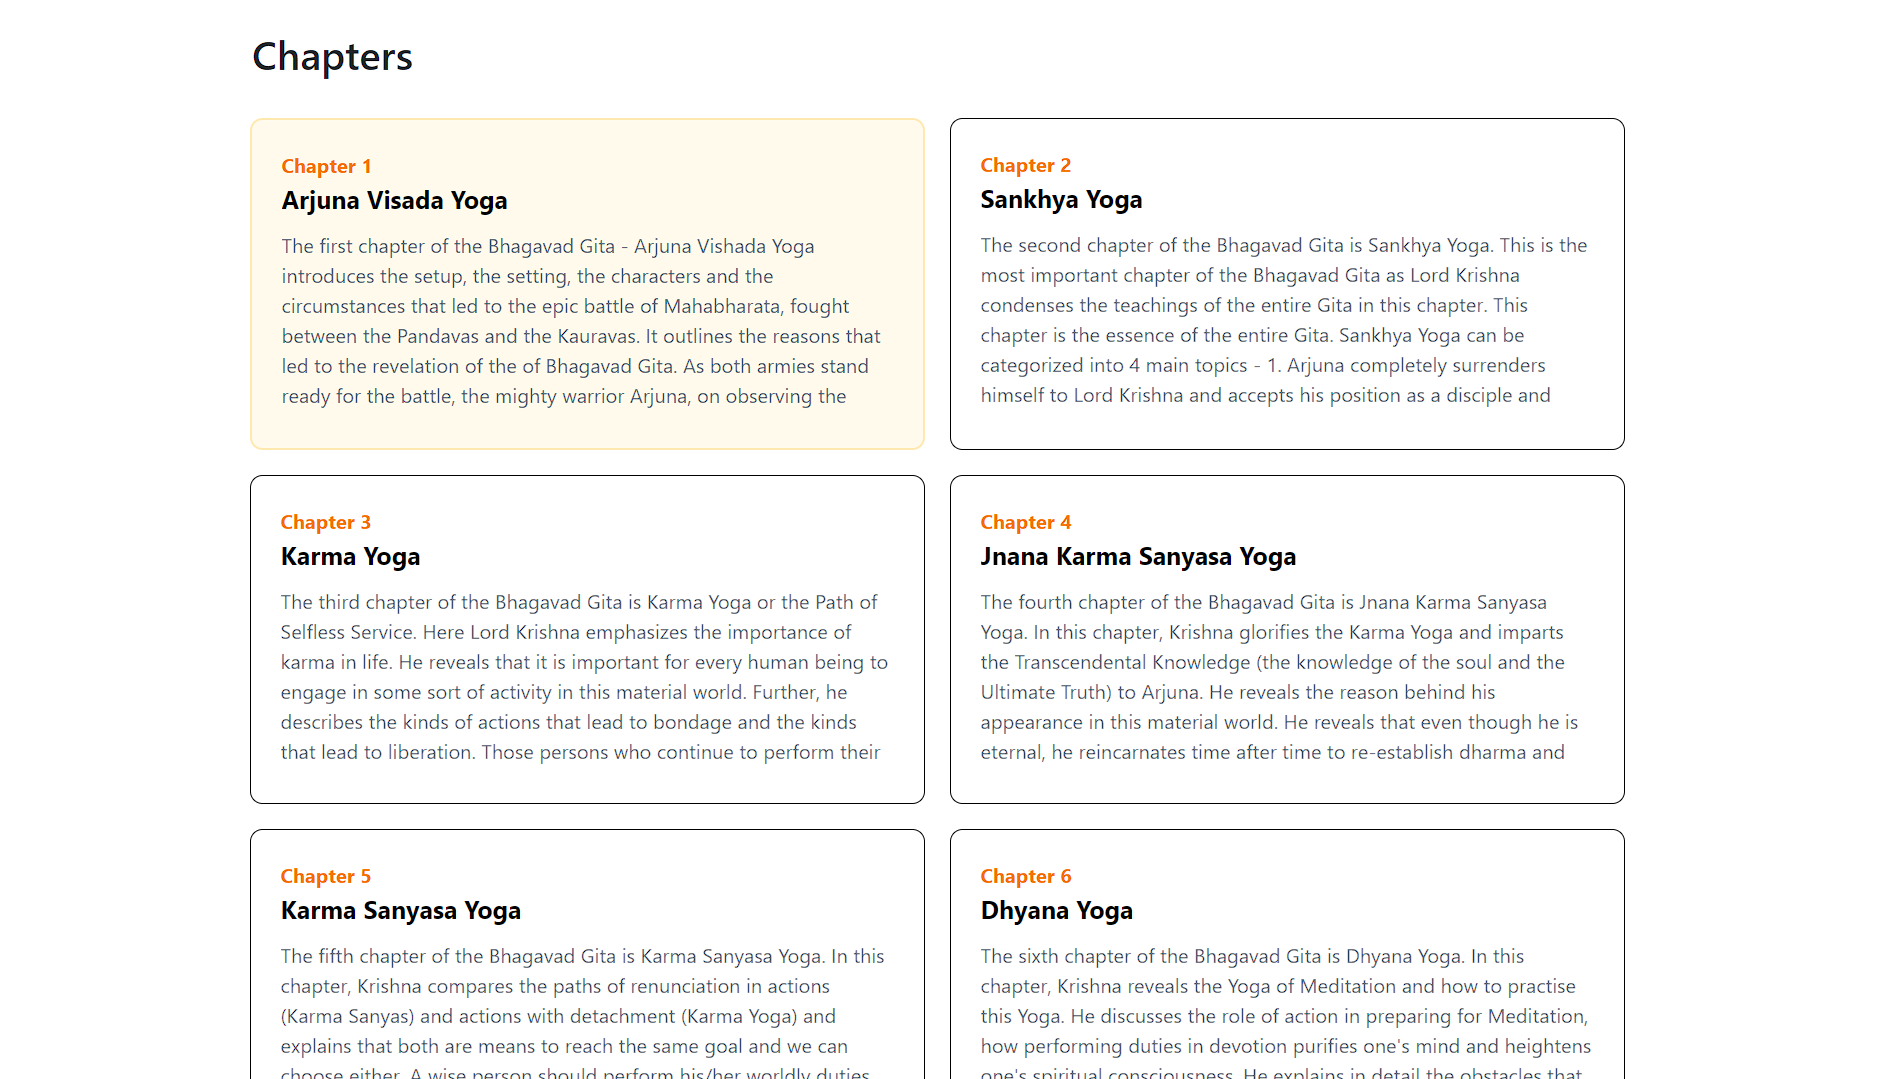 Chapters
Chapter 1
Arjuna Visada Yoga
The first chapter of the Bhagavad Gita - Arjuna Vishada Yoga
introduces the setup, the setting, the characters and the
circumstances that led to the epic battle of Mahabharata, fought
between the Pandavas and the Kauravas. It outlines the reasons that
led to the revelation of the of Bhagavad Gita. As both armies stand
ready for the battle, the mighty warrior Arjuna, on observing the
Chapter 2
Sankhya Yoga
The second chapter of the Bhagavad Gita is Sankhya Yoga. This is the
most important chapter of the Bhagavad Gita as Lord Krishna
condenses the teachings of the entire Gita in this chapter. This
chapter is the essence of the entire Gita. Sankhya Yoga can be
categorized into 4 main topics - 1. Arjuna completely surrenders
himself to Lord Krishna and accepts his position as a disciple and
Chapter 3
Karma Yoga
The third chapter of the Bhagavad Gita is Karma Yoga or the Path of
Selfless Service. Here Lord Krishna emphasizes the importance of
karma in life. He reveals that it is important for every human being to
engage in some sort of activity in this material world. Further, he
describes the kinds of actions that lead to bondage and the kinds
that lead to liberation. Those persons who continue to perform their
Chapter 4
Jnana Karma Sanyasa Yoga
The fourth chapter of the Bhagavad Gita is Jnana Karma Sanyasa
Yoga. In this chapter, Krishna glorifies the Karma Yoga and imparts
the Transcendental Knowledge (the knowledge of the soul and the
Ultimate Truth) to Arjuna. He reveals the reason behind his
appearance in this material world. He reveals that even though he is
eternal, he reincarnates time after time to re-establish dharma and
Chapter 5
Karma Sanyasa Yoga
The fifth chapter of the Bhagavad Gita is Karma Sanyasa Yoga. In this
chapter, Krishna compares the paths of renunciation in actions
(Karma Sanyas) and actions with detachment (Karma Yoga) and
explains that both are means to reach the same goal and we can
choose either. A wise person should perform his/her worldly duties
Chapter 6
Dhyana Yoga
The sixth chapter of the Bhagavad Gita is Dhyana Yoga. In this
chapter, Krishna reveals the Yoga of Meditation and how to practise
this Yoga. He discusses the role of action in preparing for Meditation,
how performing duties in devotion purifies one's mind and heightens
one's spiritual consciousness. He explains in detail the obstacles that